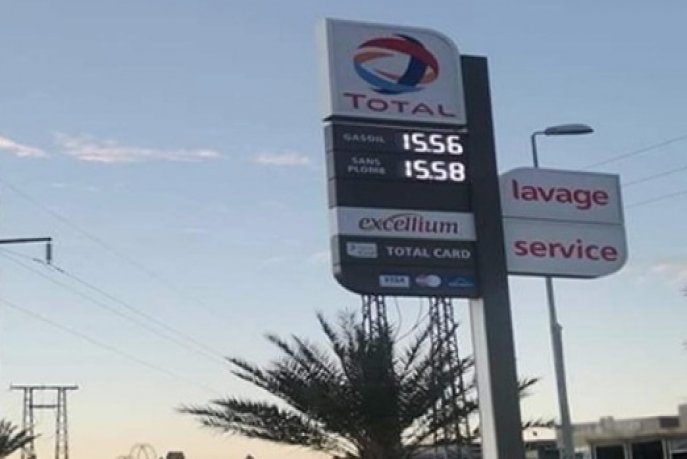 TOTAL
GASOIL 15.56
SANS
PLOMB 15.58
excellium
TOTAL CARD
VISA
lavage
service